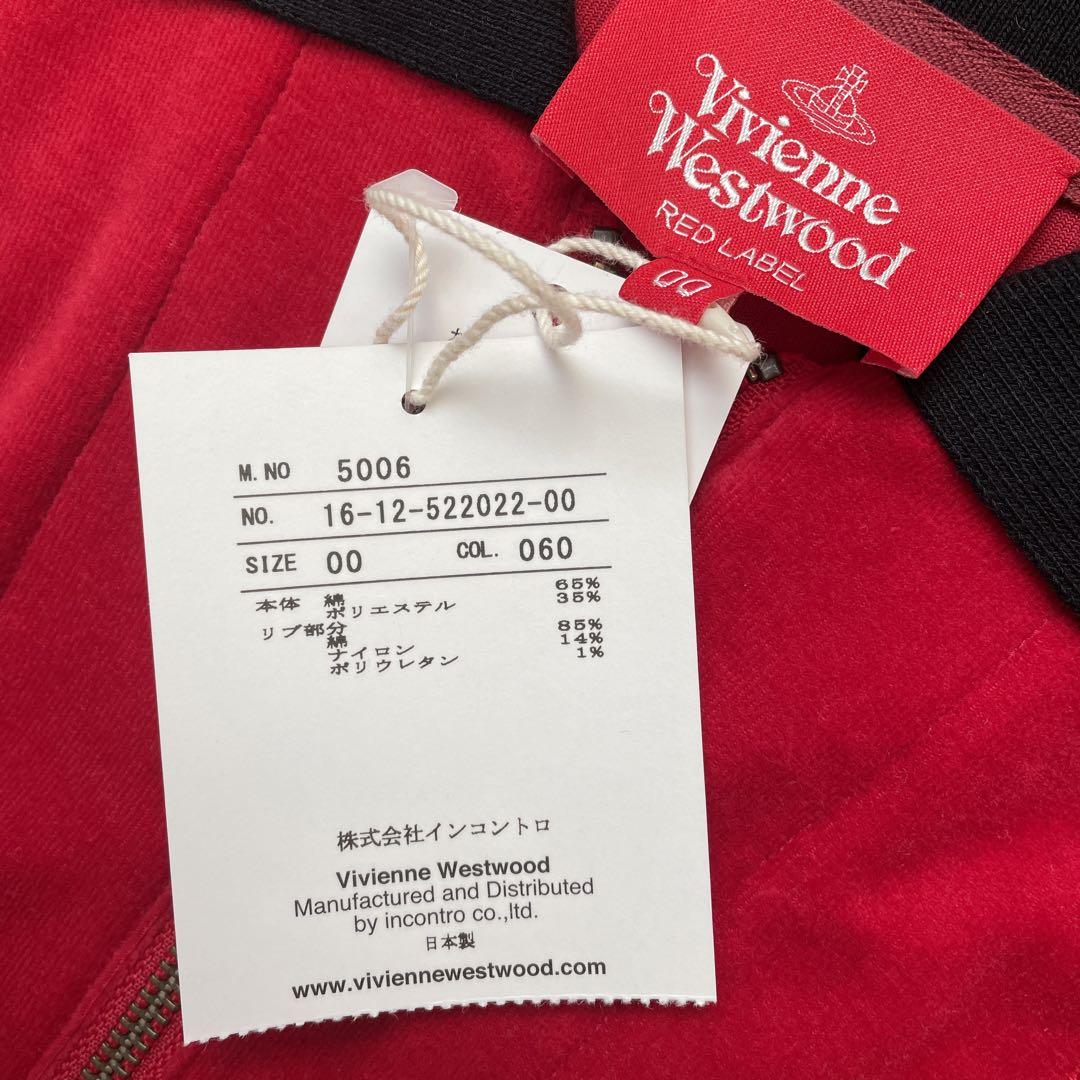 Vivienne
Westwood
RED LABEL
00
M. NO 5006
NO. 16-12-522022-00
SIZE 00 COL. 060
本体 綿 65%
ポリエステル 35%
リブ部分
綿 85%
ナイロン 14%
ポリウレタン 1%
株式会社インコントロ
Vivienne Westwood
Manufactured and Distributed
by incontro co.,ltd.
日本製
www.viviennewestwood.com